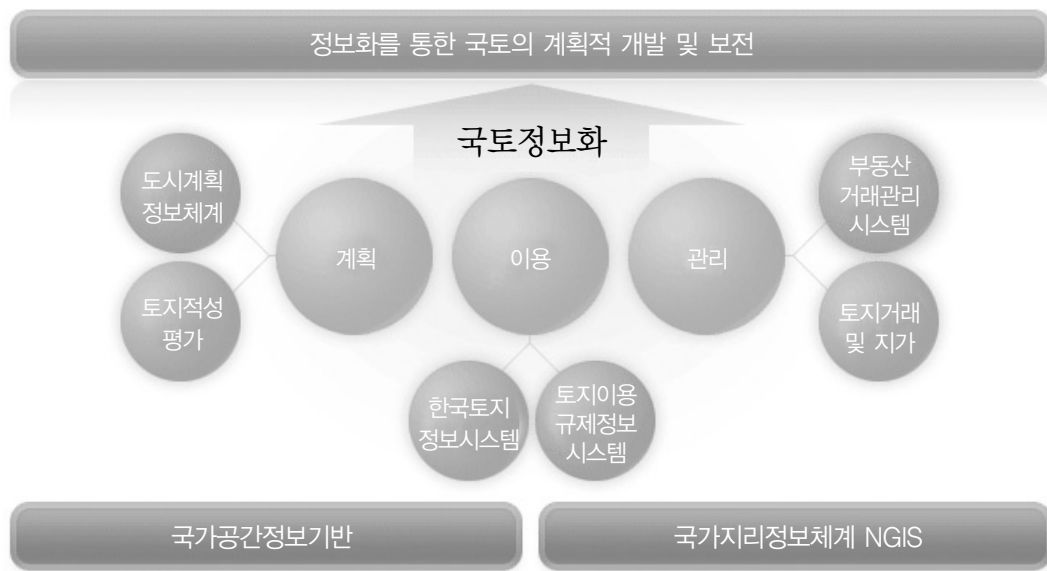 정보화를 통한 국토의 계획적 개발 및 보전
국토정보화
도시계획
정보체계
토지적성
평가
계획
이용
관리
부동산
거래관리
시스템
토지거래
및 지가
한국토지
정보시스템
토지이용
규제정보
시스템
국가공간정보기반
국가지리정보체계 NGIS